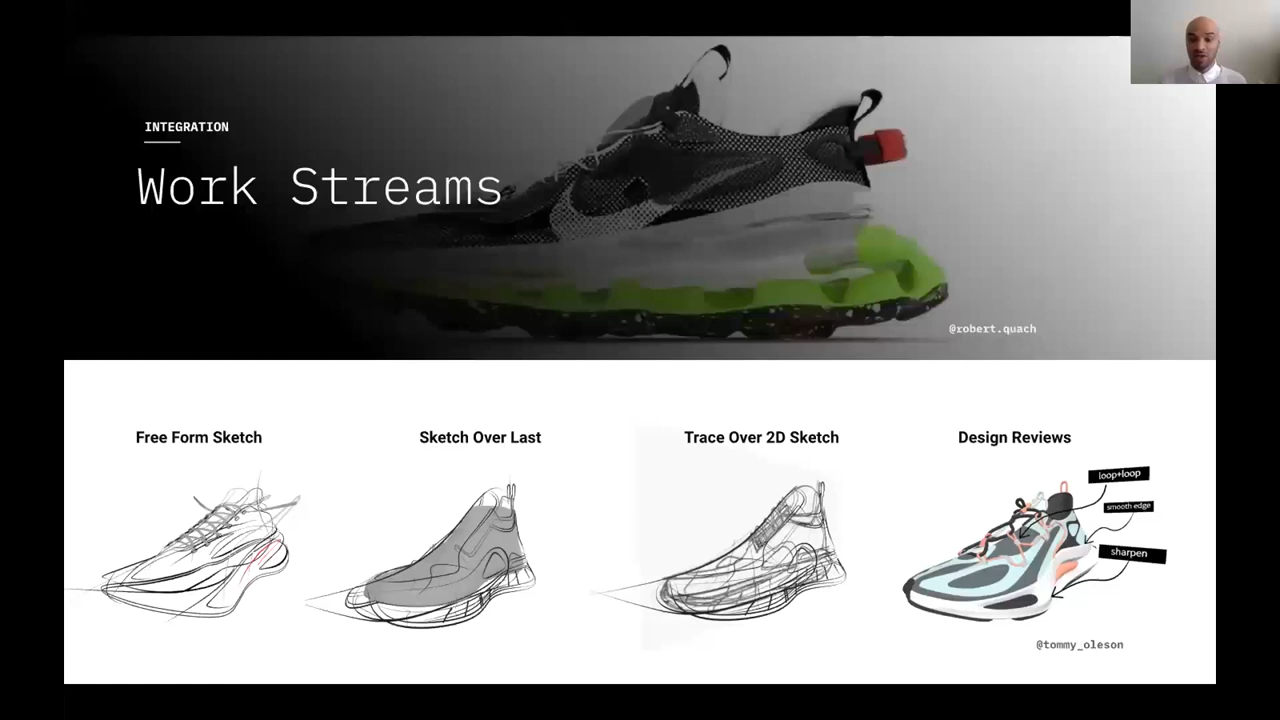 INTEGRATION
Work Streams
@robert.quach
Free Form Sketch
Sketch Over Last
Trace Over 2D Sketch
Design Reviews
loop+loop
smooth edge
sharpen
@tommy_oleson